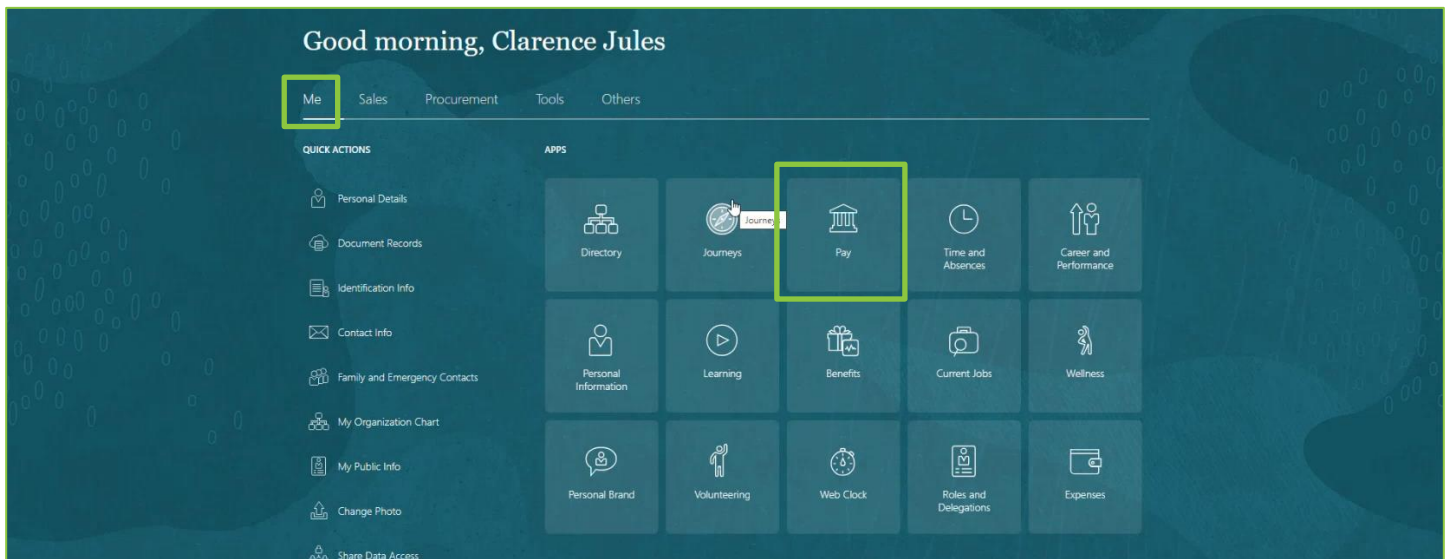 Good morning, Clarence Jules
Me Sales Procurement Tools Others
QUICK ACTIONS
Personal Details
Document Records
Identification Info
Contact Info
Family and Emergency Contacts
My Organization Chart
My Public Info
Change Photo
Share Data Access
APPS
Directory
Journeys
Journeys
Pay
Time and
Absences
Career and
Performance
Personal
Information
Learning
Benefits
Current Jobs
Wellness
Personal Brand
Volunteering
Web Clock
Roles and
Delegations
Expenses